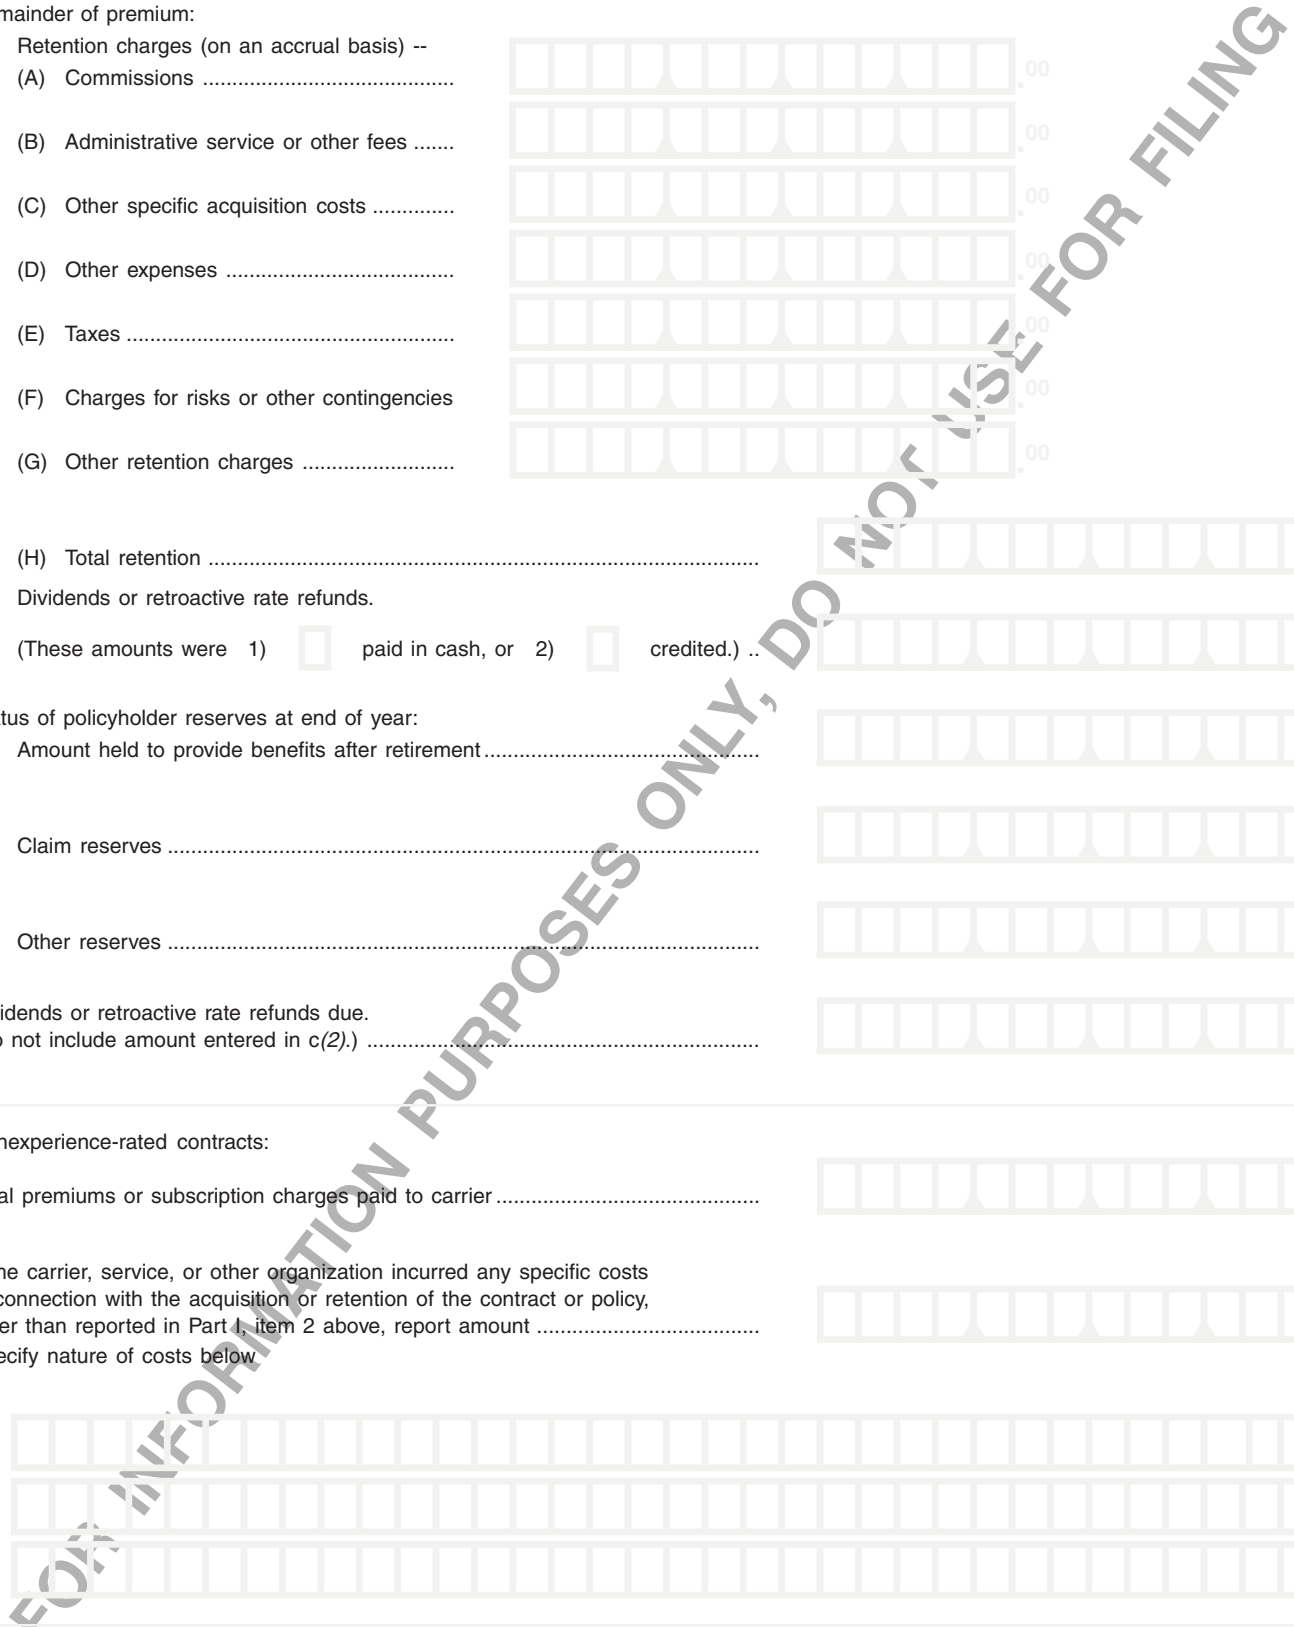 mainder of premium:
Retention charges (on an accrual basis) --
(A) Commissions ........................................... .00
(B) Administrative service or other fees ....... .00
(C) Other specific acquisition costs .............. .00
(D) Other expenses ....................................... .00
(E) Taxes ........................................................ .00
(F) Charges for risks or other contingencies .00
(G) Other retention charges .......................... .00
(H) Total retention ..............................................................................................
Dividends or retroactive rate refunds.
(These amounts were 1) paid in cash, or 2) credited.) ..
tus of policyholder reserves at end of year:
Amount held to provide benefits after retirement ...............................................
Claim reserves .....................................................................................................
Other reserves .....................................................................................................
idends or retroactive rate refunds due.
o not include amount entered in c(2).) ...................................................................
nexperience-rated contracts:
al premiums or subscription charges paid to carrier .............................................
he carrier, service, or other organization incurred any specific costs
connection with the acquisition or retention of the contract or policy,
er than reported in Part I, item 2 above, report amount ......................................
ecify nature of costs below
FOR INFORMATION PURPOSES ONLY, DO NOT USE FOR FILING